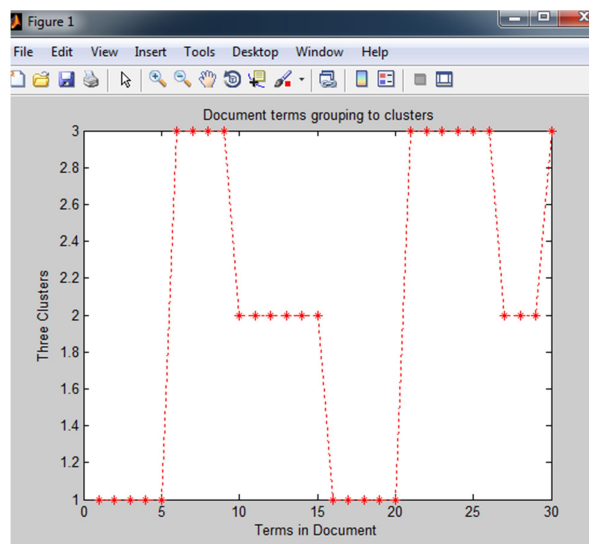 Figure 1
File Edit View Insert Tools Desktop Window Help
Document terms grouping to clusters
3
2.8
2.6
2.4
2.2
2
1.8
1.6
1.4
1.2
1
Three Clusters
0 5 10 15 20 25 30
Terms in Document